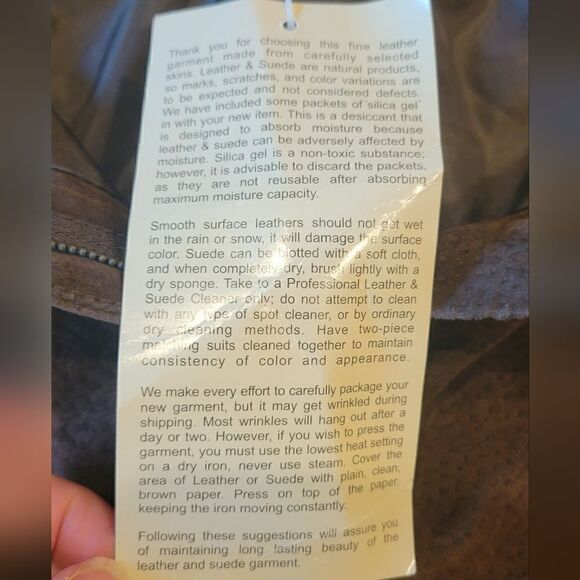 Thank you for choosing this fine leather
garment made from carefully selected
skins. Leather & Suede are natural products,
so marks, scratches, and color variations are
to be expected and not considered defects.
We have included some packets of 'silica gel'
in with your new item. This is a desiccant that
is designed to absorb moisture because
leather & suede can be adversely affected by
moisture. Silica gel is a non-toxic substance;
however, it is advisable to discard the packets,
as they are not reusable after absorbing
maximum moisture capacity.
Smooth surface leathers should not get wet
in the rain or snow, it will damage the surface
color. Suede can be blotted with a soft cloth,
and when completely dry, brush lightly with a
dry sponge. Take to a Professional Leather &
Suede Cleaner only; do not attempt to clean
with any type of spot cleaner, or by ordinary
dry cleaning methods. Have two-piece
matching suits cleaned together to maintain
consistency of color and appearance.
We make every effort to carefully package your
new garment, but it may get wrinkled during
shipping. Most wrinkles will hang out after a
day or two. However, if you wish to press the
garment, you must use the lowest heat setting
on a dry iron, never use steam. Cover the
area of Leather or Suede with plain, clean,
brown paper. Press on top of the paper,
keeping the iron moving constantly.
Following these suggestions will assure you
of maintaining long lasting beauty of the
leather and suede garment.